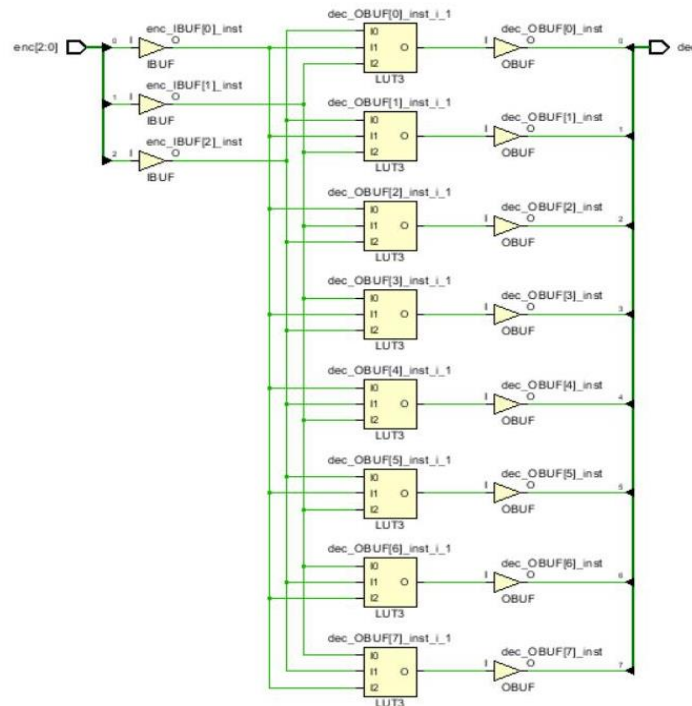 enc[2:0]
0
enc_IBUF[0]_inst
I
O
IBUF
1
enc_IBUF[1]_inst
I
O
IBUF
2
enc_IBUF[2]_inst
I
O
IBUF
dec_OBUF[0]_inst_i_1
I0
I1
I2
O
LUT3
dec_OBUF[0]_inst
I
O
OBUF
0
dec
dec_OBUF[1]_inst_i_1
I0
I1
I2
O
LUT3
dec_OBUF[1]_inst
I
O
OBUF
1
dec_OBUF[2]_inst_i_1
I0
I1
I2
O
LUT3
dec_OBUF[2]_inst
I
O
OBUF
2
dec_OBUF[3]_inst_i_1
I0
I1
I2
O
LUT3
dec_OBUF[3]_inst
I
O
OBUF
3
dec_OBUF[4]_inst_i_1
I0
I1
I2
O
LUT3
dec_OBUF[4]_inst
I
O
OBUF
4
dec_OBUF[5]_inst_i_1
I0
I1
I2
O
LUT3
dec_OBUF[5]_inst
I
O
OBUF
5
dec_OBUF[6]_inst_i_1
I0
I1
I2
O
LUT3
dec_OBUF[6]_inst
I
O
OBUF
6
dec_OBUF[7]_inst_i_1
I0
I1
I2
O
LUT3
dec_OBUF[7]_inst
I
O
OBUF
7